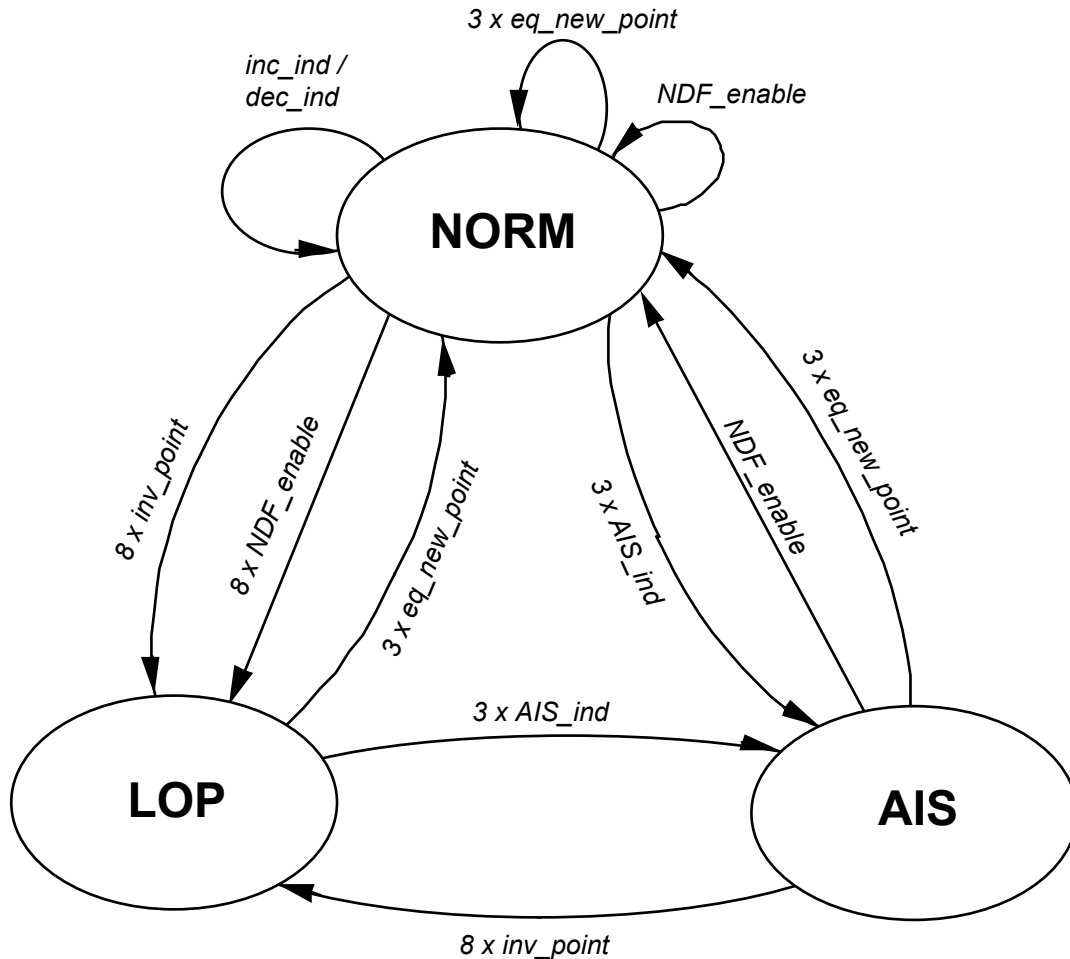 3 x eq_new_point
inc_ind /
dec_ind
NDF_enable
NORM
8 x inv_point
8 x NDF_enable
3 x eq_new_point
3 x AIS_ind
NDF_enable
3 x eq_new_point
3 x AIS_ind
LOP
AIS
8 x inv_point